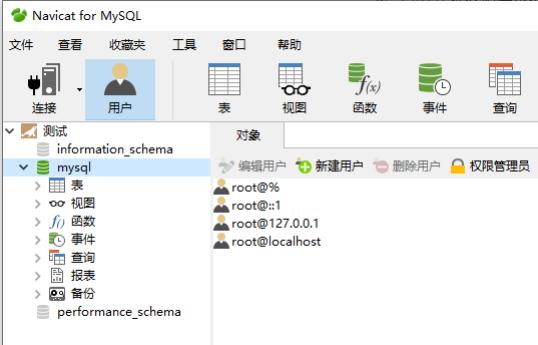 Navicat for MySQL
文件 查看 收藏夹 工具 窗口 帮助
连接 用户 表 视图 函数 事件 查询
测试
information_schema
mysql
表
视图
函数
事件
查询
报表
备份
performance_schema
对象
编辑用户 新建用户 删除用户 权限管理员
root@%
root@::1
root@127.0.0.1
root@localhost